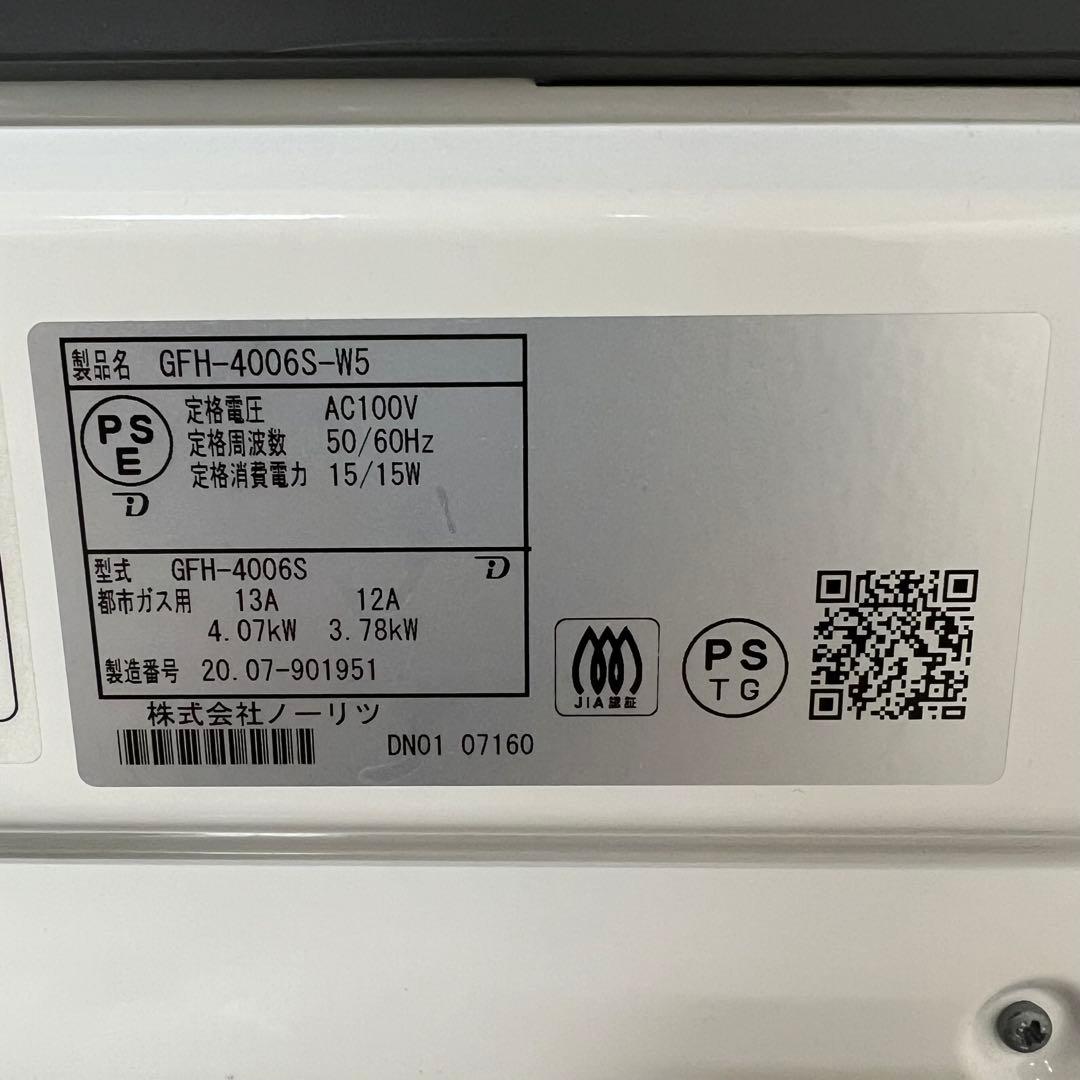 製品名 GFH-4006S-W5
PS
E
定格電圧 AC100V
定格周波数 50/60Hz
定格消費電力 15/15W
型式 GFH-4006S
都市ガス用 13A 12A
4.07kW 3.78kW
製造番号 20.07-901951
株式会社ノーリツ
DN01 07160
JIA認証
PS
TG